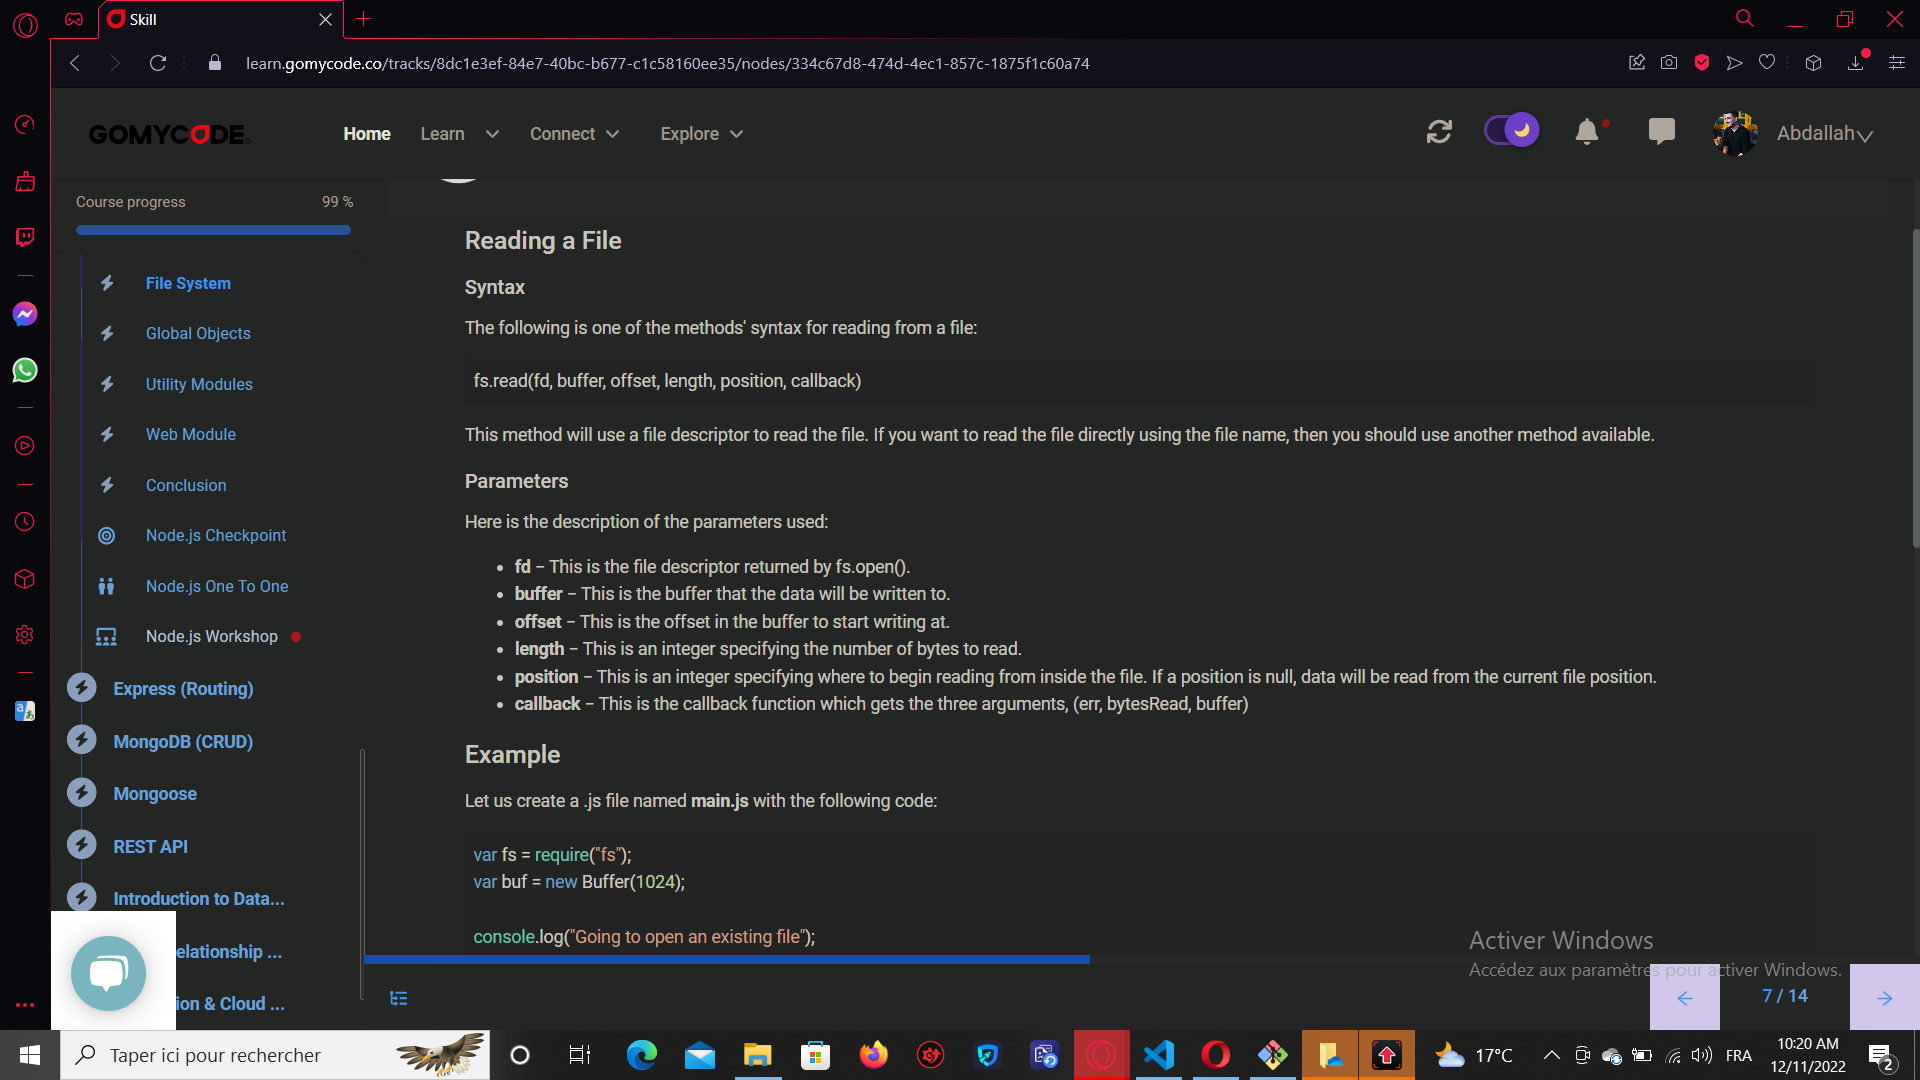 Skill
learn.gomycode.co/tracks/8dc1e3ef-84e7-40bc-b677-c1c58160ee35/nodes/334c67d8-474d-4ec1-857c-1875f1c60a74
GOMYCODE
Home
Learn
Connect
Explore
Abdallah
Course progress
99 %
File System
Global Objects
Utility Modules
Web Module
Conclusion
Node.js Checkpoint
Node.js One To One
Node.js Workshop
Express (Routing)
MongoDB (CRUD)
Mongoose
REST API
Introduction to Data...
elationship ...
ion & Cloud ...
Reading a File
Syntax
The following is one of the methods' syntax for reading from a file:
fs.read(fd, buffer, offset, length, position, callback)
This method will use a file descriptor to read the file. If you want to read the file directly using the file name, then you should use another method available.
Parameters
Here is the description of the parameters used:
• fd − This is the file descriptor returned by fs.open().
• buffer − This is the buffer that the data will be written to.
• offset − This is the offset in the buffer to start writing at.
• length − This is an integer specifying the number of bytes to read.
• position − This is an integer specifying where to begin reading from inside the file. If a position is null, data will be read from the current file position.
• callback − This is the callback function which gets the three arguments, (err, bytesRead, buffer)
Example
Let us create a .js file named main.js with the following code:
var fs = require("fs");
var buf = new Buffer(1024);
console.log("Going to open an existing file");
Activer Windows
Accédez aux paramètres pour activer Windows.
7 / 14
Taper ici pour rechercher
17°C
FRA
10:20 AM
12/11/2022
2